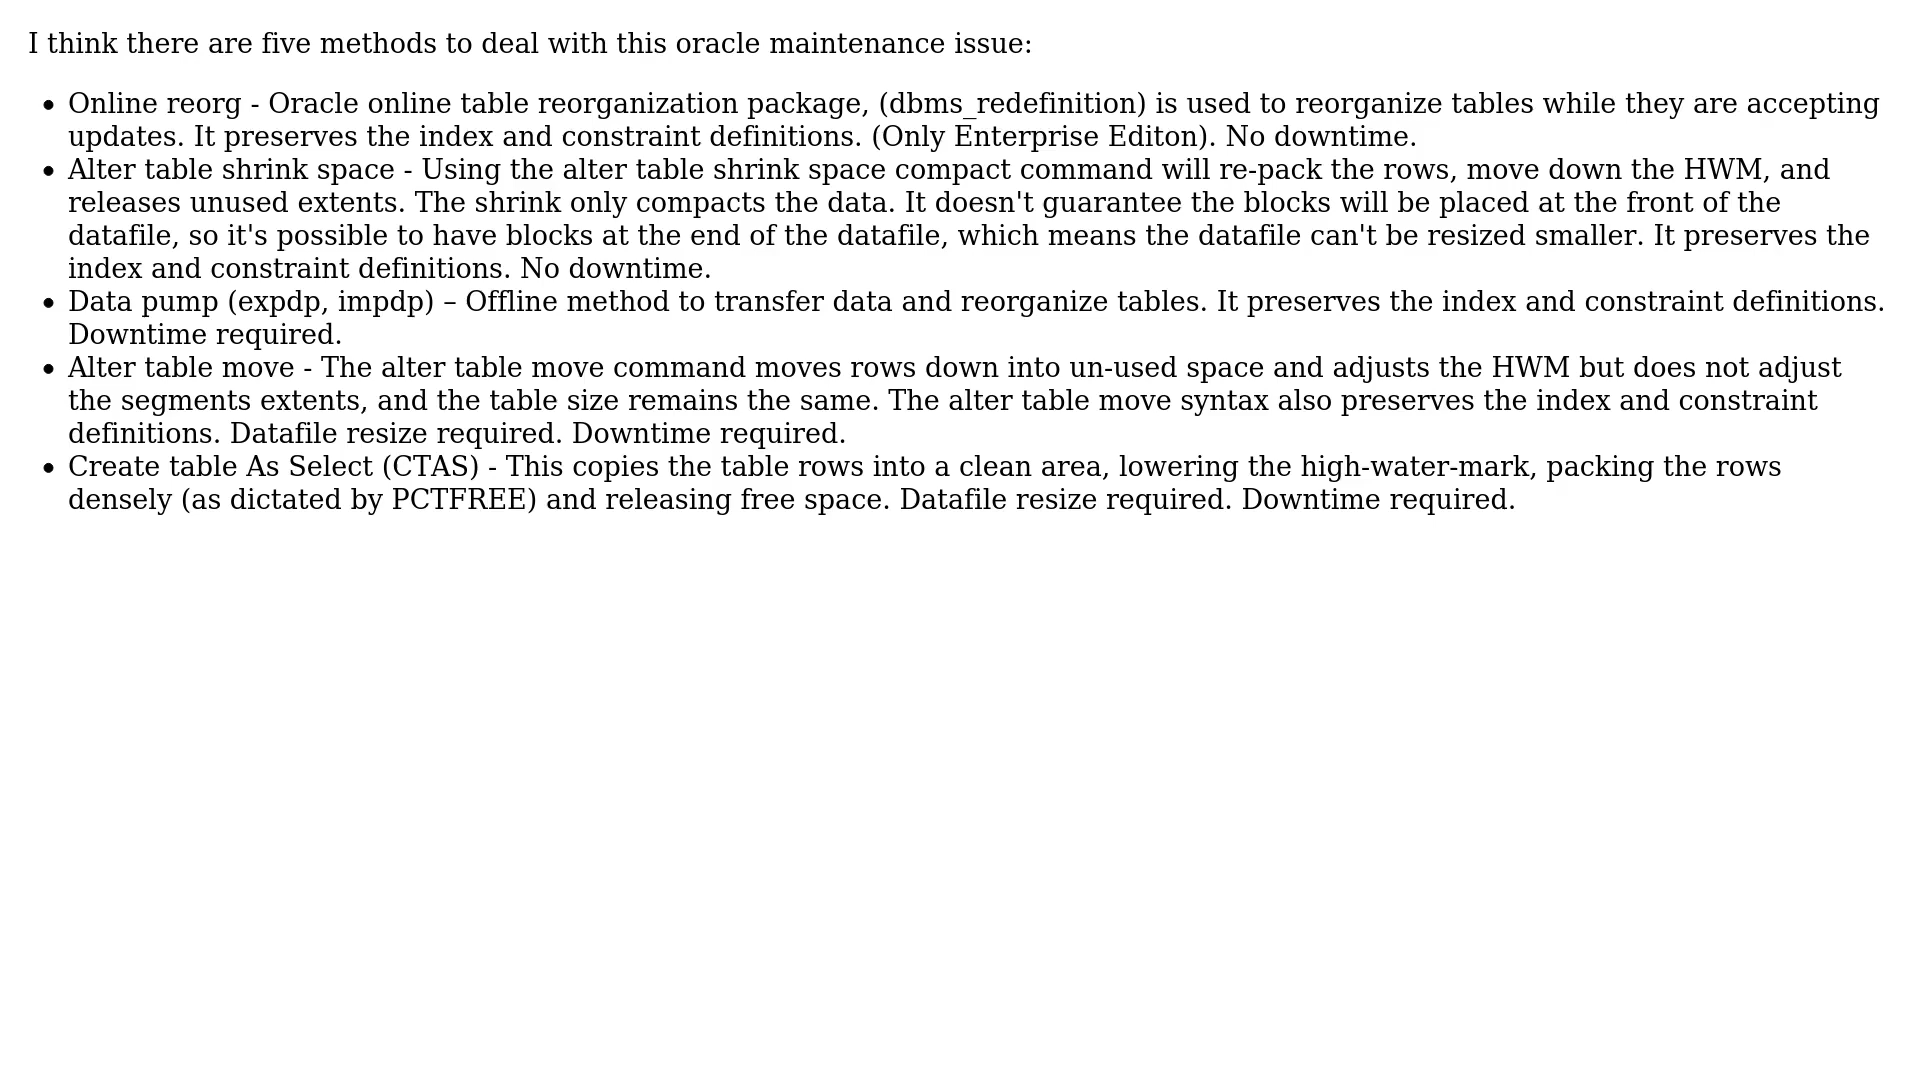 I think there are five methods to deal with this oracle maintenance issue:
• Online reorg - Oracle online table reorganization package, (dbms_redefinition) is used to reorganize tables while they are accepting
updates. It preserves the index and constraint definitions. (Only Enterprise Editon). No downtime.
• Alter table shrink space - Using the alter table shrink space compact command will re-pack the rows, move down the HWM, and
releases unused extents. The shrink only compacts the data. It doesn't guarantee the blocks will be placed at the front of the
datafile, so it's possible to have blocks at the end of the datafile, which means the datafile can't be resized smaller. It preserves the
index and constraint definitions. No downtime.
• Data pump (expdp, impdp) – Offline method to transfer data and reorganize tables. It preserves the index and constraint definitions.
Downtime required.
• Alter table move - The alter table move command moves rows down into un-used space and adjusts the HWM but does not adjust
the segments extents, and the table size remains the same. The alter table move syntax also preserves the index and constraint
definitions. Datafile resize required. Downtime required.
• Create table As Select (CTAS) - This copies the table rows into a clean area, lowering the high-water-mark, packing the rows
densely (as dictated by PCTFREE) and releasing free space. Datafile resize required. Downtime required.